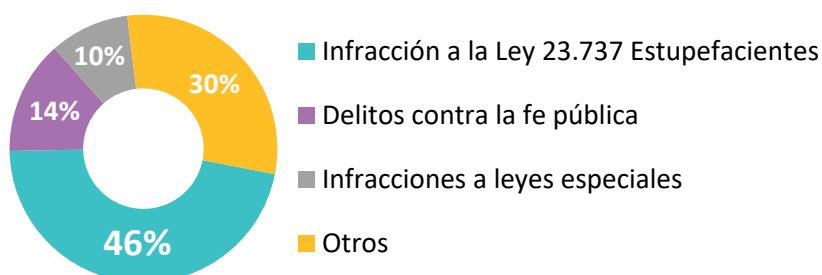 10%
30%
14%
46%
Infracción a la Ley 23.737 Estupefacientes
Delitos contra la fe pública
Infracciones a leyes especiales
Otros